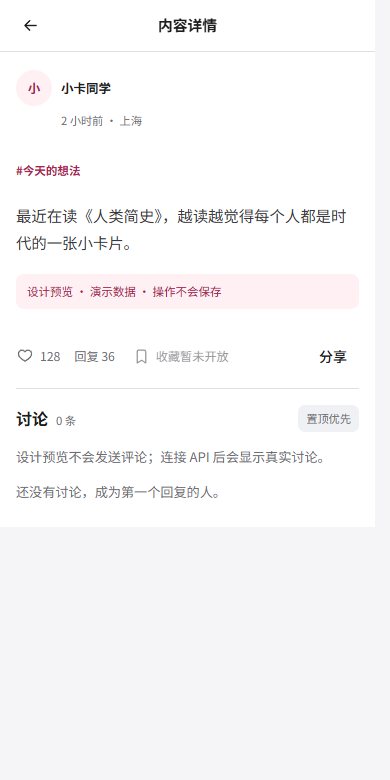 内容详情
小
小卡同学
2 小时前 · 上海
#今天的想法
最近在读《人类简史》，越读越觉得每个人都是时
代的一张小卡片。
设计预览 · 演示数据 · 操作不会保存
128 回复 36 收藏暂未开放 分享
讨论 0 条 置顶优先
设计预览不会发送评论；连接 API 后会显示真实讨论。
还没有讨论，成为第一个回复的人。